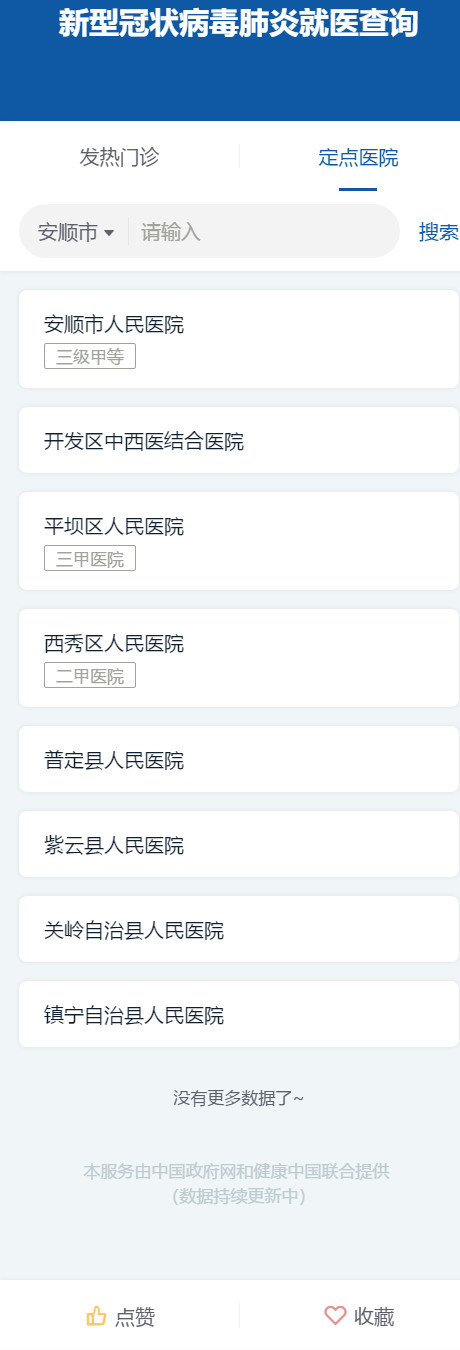 新型冠状病毒肺炎就医查询
发热门诊
定点医院
安顺市
请输入
搜索
安顺市人民医院
三级甲等
开发区中西医结合医院
平坝区人民医院
三甲医院
西秀区人民医院
二甲医院
普定县人民医院
紫云县人民医院
关岭自治县人民医院
镇宁自治县人民医院
没有更多数据了~
本服务由中国政府网和健康中国联合提供
（数据持续更新中）
点赞
收藏